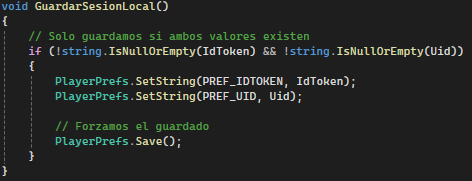 void GuardarSesionLocal()
{
// Solo guardamos si ambos valores existen
if (!string.IsNullOrEmpty(IdToken) && !string.IsNullOrEmpty(Uid))
{
PlayerPrefs.SetString(PREF_IDTOKEN, IdToken);
PlayerPrefs.SetString(PREF_UID, Uid);
// Forzamos el guardado
PlayerPrefs.Save();
}
}